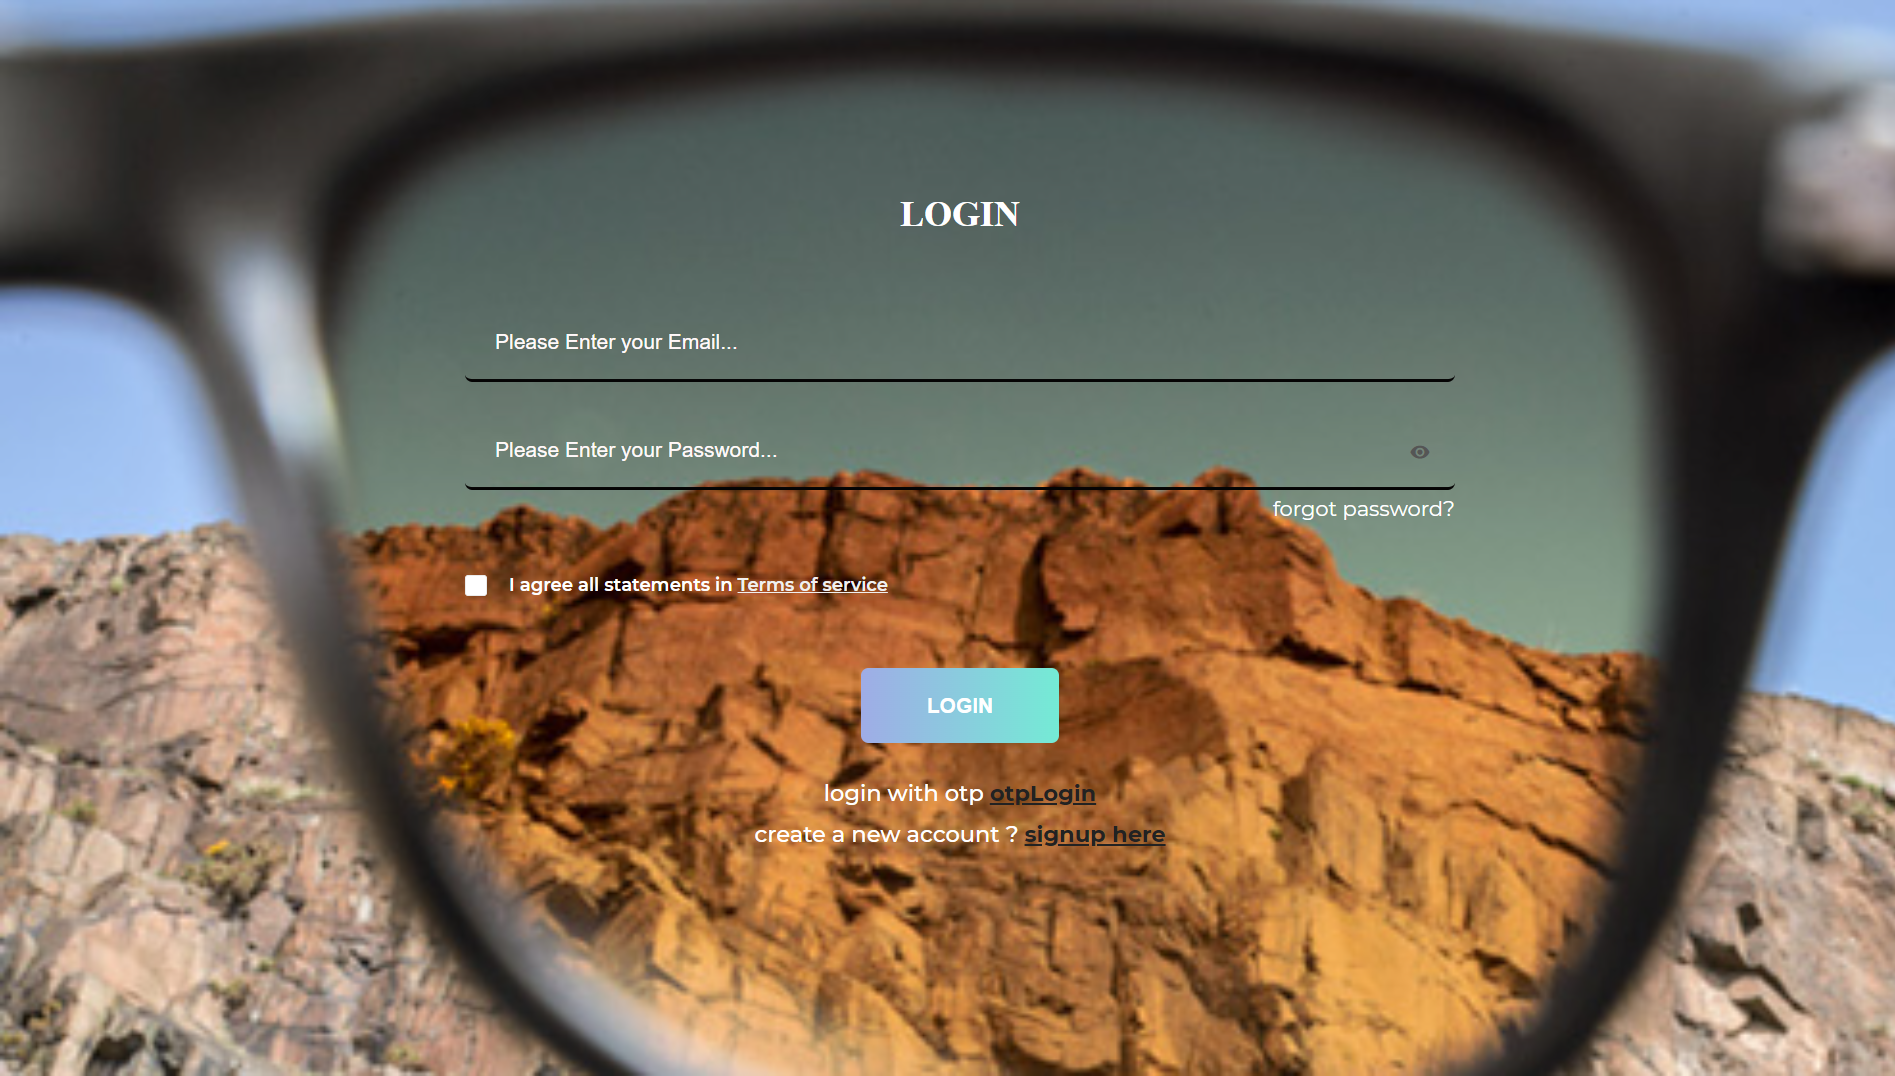 LOGIN
Please Enter your Email...
Please Enter your Password...
forgot password?
I agree all statements in Terms of service
LOGIN
login with otp otpLogin
create a new account ? signup here